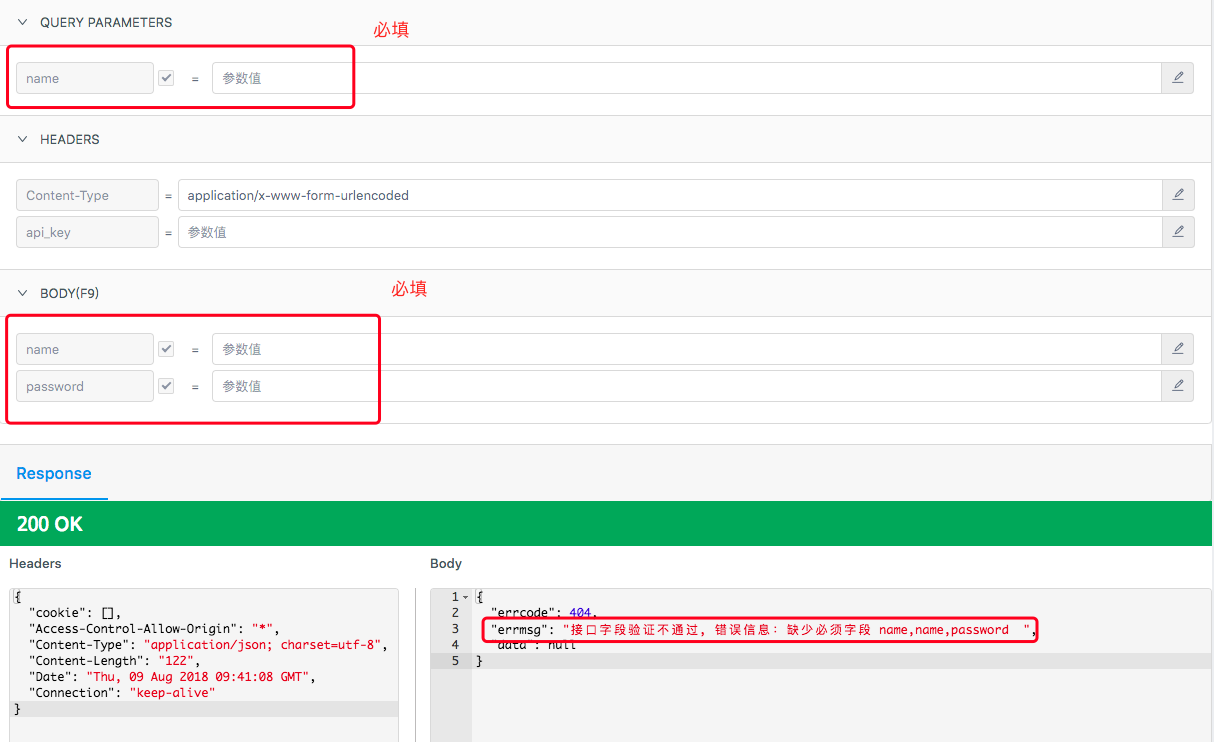 QUERY PARAMETERS
必填
name = 参数值
HEADERS
Content-Type = application/x-www-form-urlencoded
api_key = 参数值
BODY(F9)
必填
name = 参数值
password = 参数值
Response
200 OK
Headers
{
"cookie": [],
"Access-Control-Allow-Origin": "*",
"Content-Type": "application/json; charset=utf-8",
"Content-Length": "122",
"Date": "Thu, 09 Aug 2018 09:41:08 GMT",
"Connection": "keep-alive"
}
Body
1 {
2 "errcode": 404,
3 "errmsg": "接口字段验证不通过, 错误信息: 缺少必须字段 name,name,password ",
4 "data": null
5 }